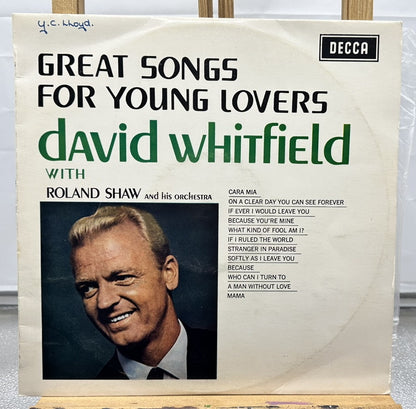 y.c. Lloyd.
DECCA
GREAT SONGS
FOR YOUNG LOVERS
david Whitfield
WITH
ROLAND SHAW and his orchestra
CARA MIA
ON A CLEAR DAY YOU CAN SEE FOREVER
IF EVER I WOULD LEAVE YOU
BECAUSE YOU'RE MINE
WHAT KIND OF FOOL AM I?
IF I RULED THE WORLD
STRANGER IN PARADISE
SOFTLY AS I LEAVE YOU
BECAUSE
WHO CAN I TURN TO
A MAN WITHOUT LOVE
MAMA